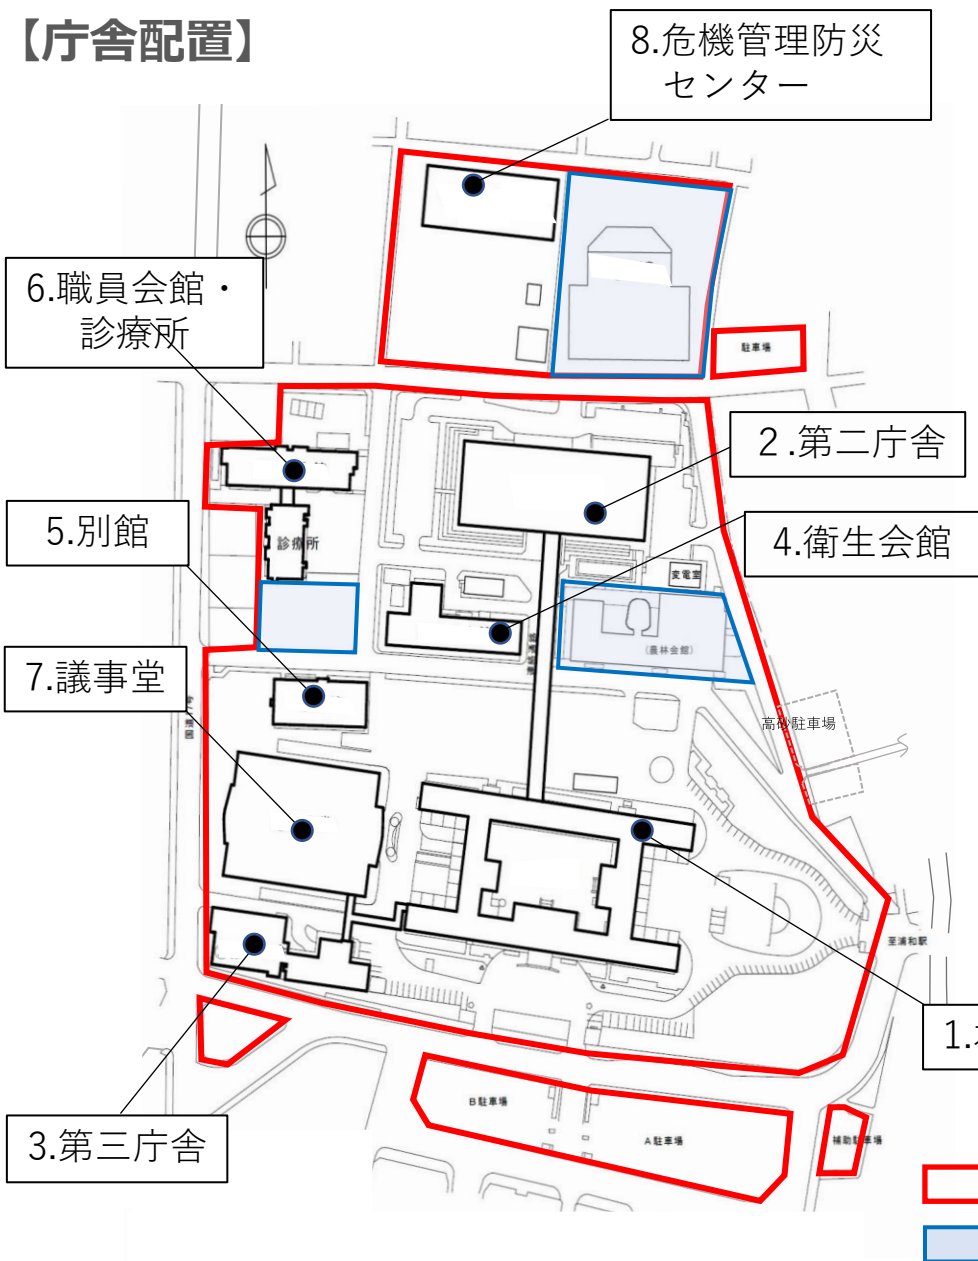 【庁舎配置】
8.危機管理防災
センター
6.職員会館・
診療所
駐車場
2.第二庁舎
5.別館
診療所
4.衛生会館
変電室
(農林会館)
7.議事堂
高砂駐車場
至浦和駅
1.
B駐車場
A駐車場
補助駐車場
3.第三庁舎